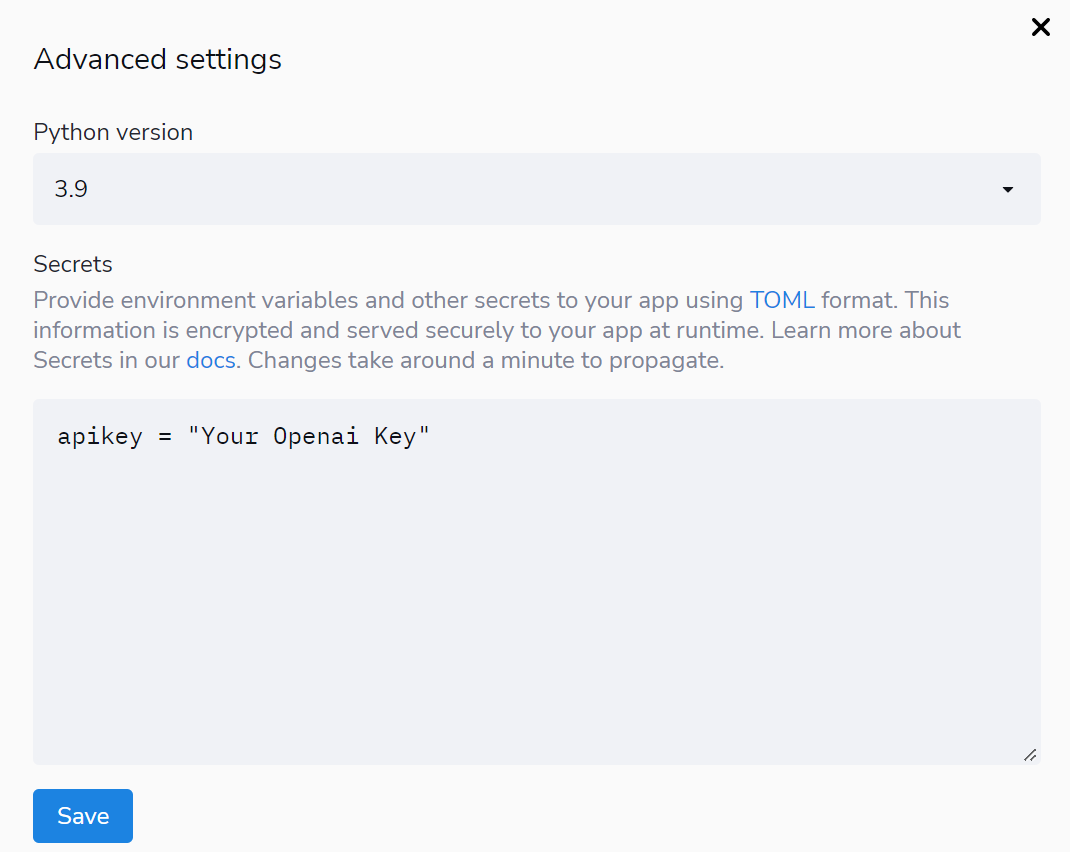 Advanced settings
Python version
3.9
Secrets
Provide environment variables and other secrets to your app using TOML format. This
information is encrypted and served securely to your app at runtime. Learn more about
Secrets in our docs. Changes take around a minute to propagate.
apikey = "Your Openai Key"
Save